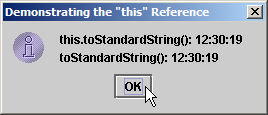 Demonstrating the "this" Reference
this.toStandardString(): 12:30:19
toStandardString(): 12:30:19
OK